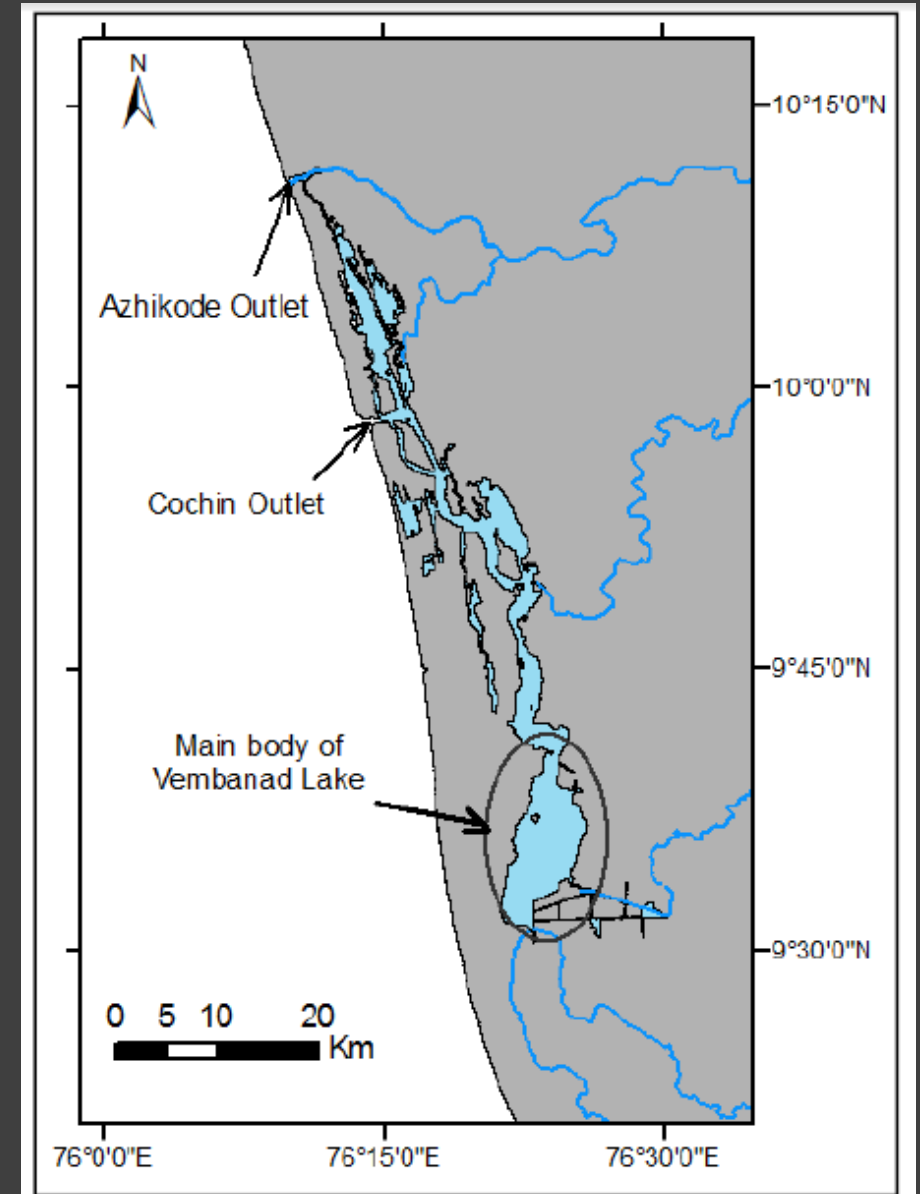 N
10°15'0"N
Azhikode Outlet
10°0'0"N
Cochin Outlet
9°45'0"N
Main body of
Vembanad Lake
9°30'0"N
0 5 10 20
Km
76°0'0"E 76°15'0"E 76°30'0"E